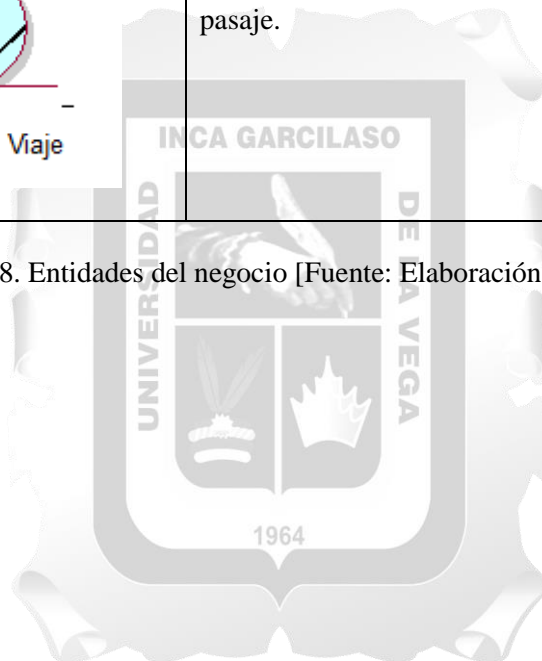 pasaje.
Viaje
8. Entidades del negocio [Fuente: Elaboración
INCA GARCILASO
UNIVERSIDAD
DE LA VEGA
1964